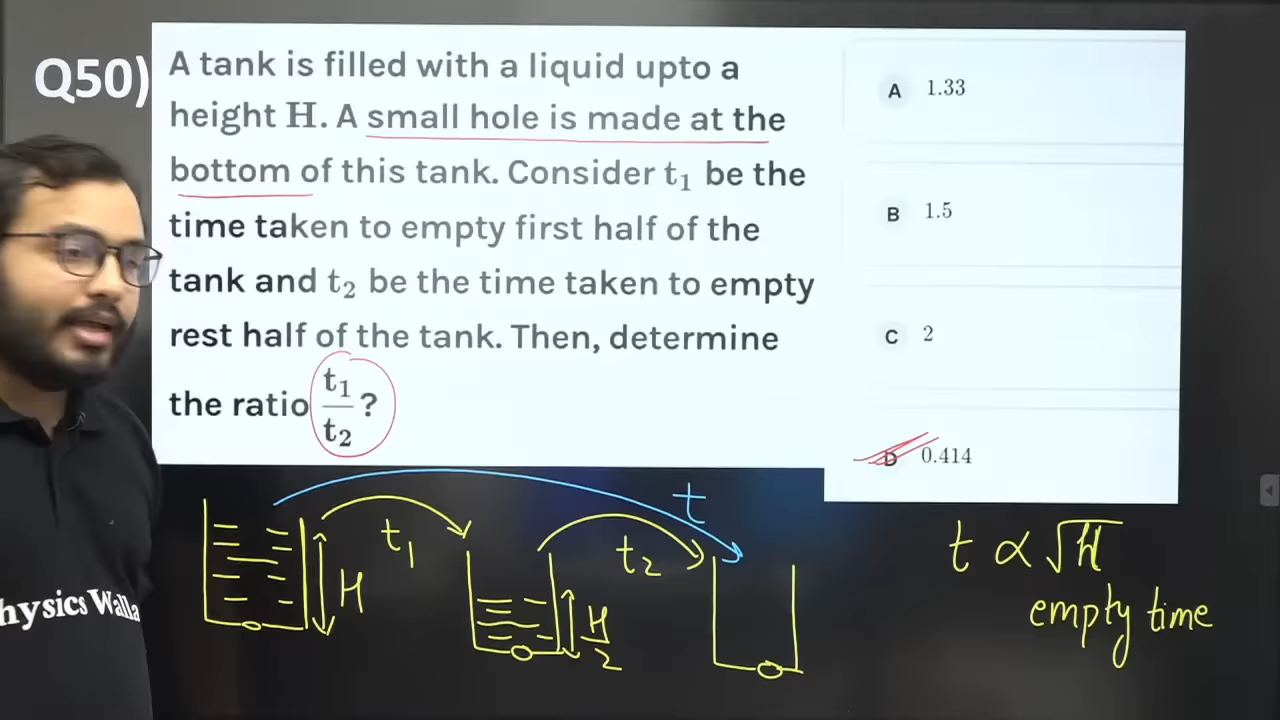 Q50)
A tank is filled with a liquid upto a
height H. A small hole is made at the
bottom of this tank. Consider t₁ be the
time taken to empty first half of the
tank and t₂ be the time taken to empty
rest half of the tank. Then, determine
the ratio t₁/t₂ ?
A 1.33
B 1.5
C 2
D 0.414
t
t₁
t₂
H
H/2
t ∝ √H
empty time
hysics Walla